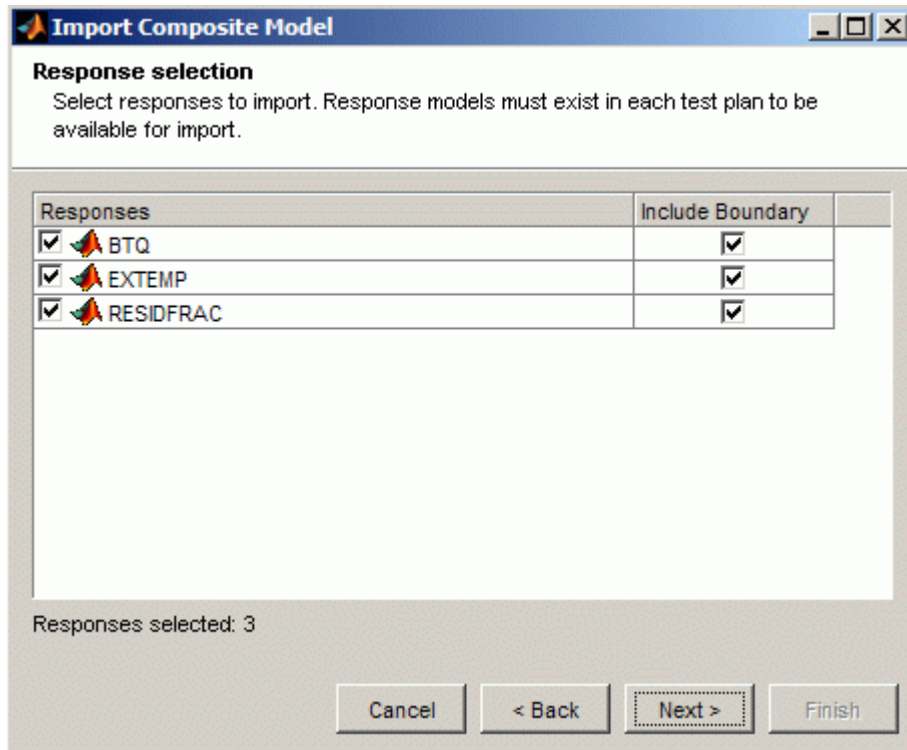 Import Composite Model
Response selection
Select responses to import. Response models must exist in each test plan to be
available for import.
Responses Include Boundary
BTQ
EXTEMP
RESIDFRAC
Responses selected: 3
Cancel < Back Next > Finish